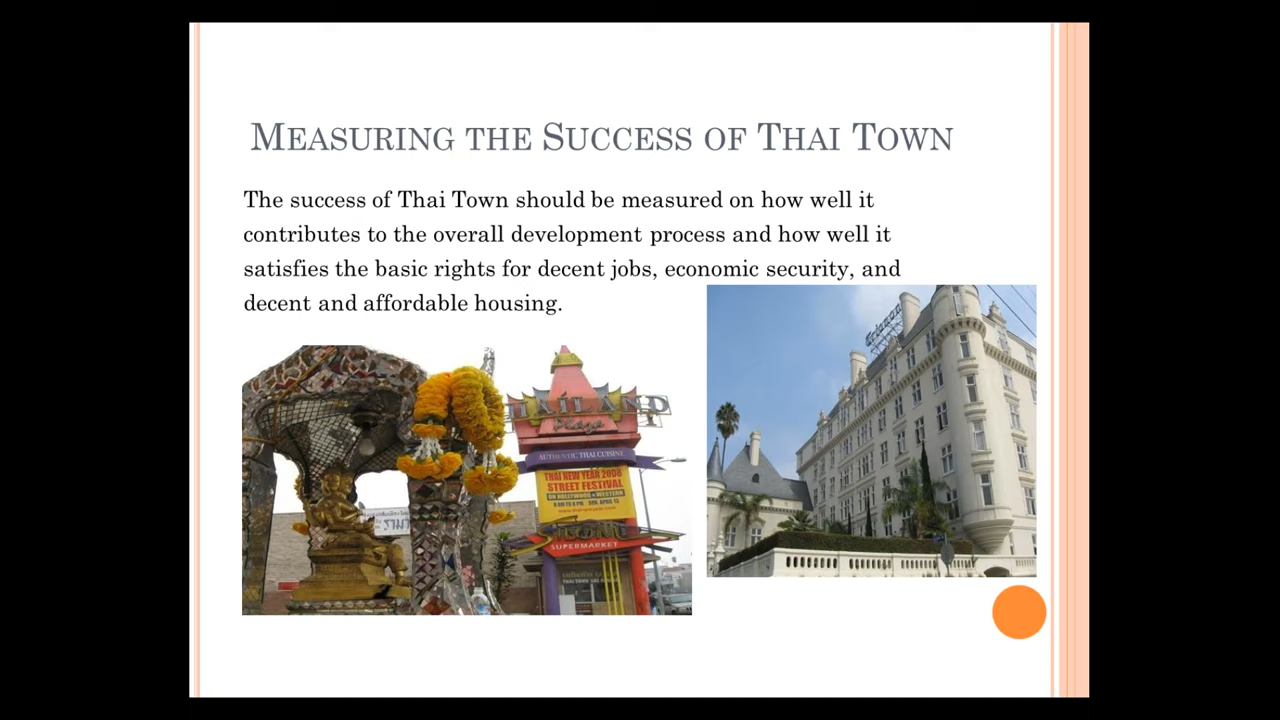 MEASURING THE SUCCESS OF THAI TOWN
The success of Thai Town should be measured on how well it
contributes to the overall development process and how well it
satisfies the basic rights for decent jobs, economic security, and
decent and affordable housing.
THAILAND
Plaza
AUTHENTIC THAI CUISINE
THAI NEW YEAR 2008
STREET FESTIVAL
ON HOLLYWOOD & WESTERN
SUPERMARKET